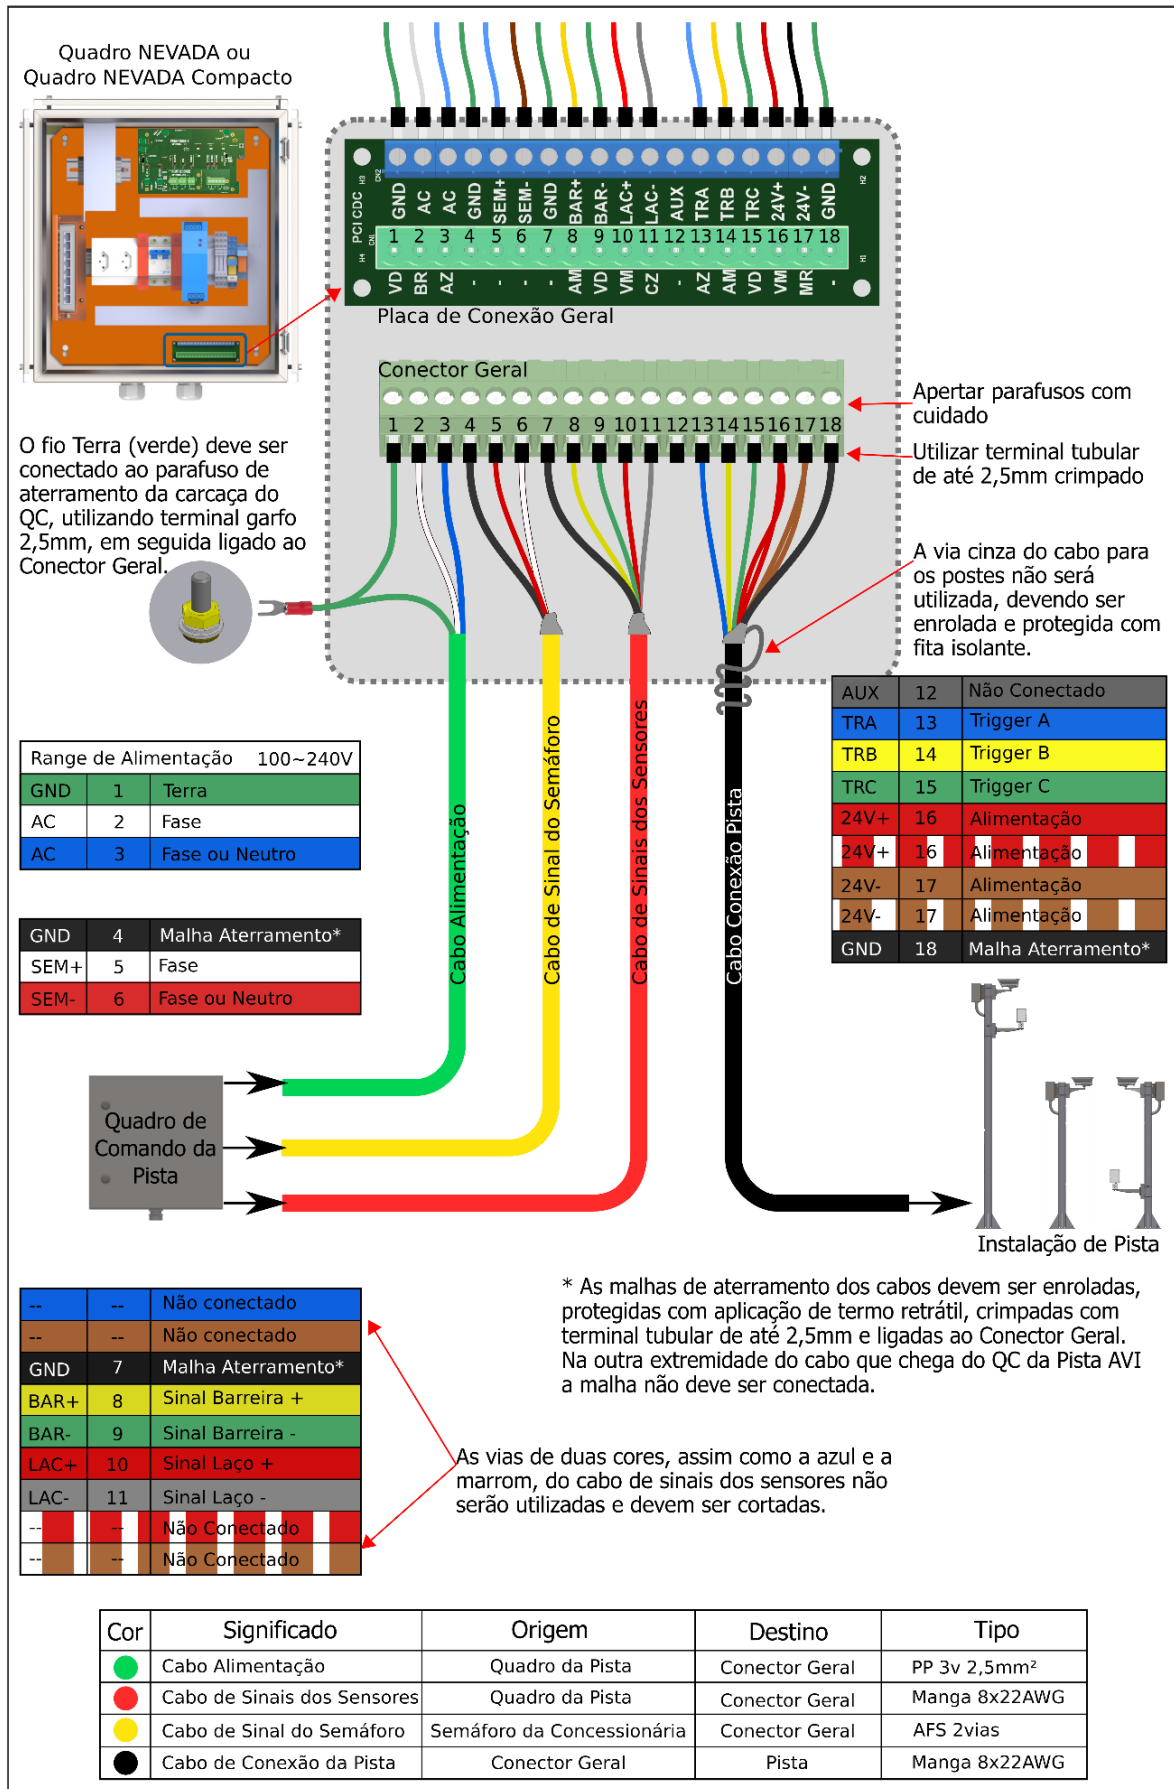 Quadro NEVADA ou
Quadro NEVADA Compacto
H3
CN2
GND AC AC GND SEM+ SEM- GND BAR+ BAR- LAC+ LAC- AUX TRA TRB TRC 24V+ 24V- GND
H2
PCI CDC
CN1
1 2 3 4 5 6 7 8 9 10 11 12 13 14 15 16 17 18
H4
VD BR AZ - - - - AM VD VM CZ - AZ AM VD VM MR -
H1
Placa de Conexão Geral
Conector Geral
1 2 3 4 5 6 7 8 9 10 11 12 13 14 15 16 17 18
Apertar parafusos com
cuidado
Utilizar terminal tubular
de até 2,5mm crimpado
O fio Terra (verde) deve ser
conectado ao parafuso de
aterramento da carcaça do
QC, utilizando terminal garfo
2,5mm, em seguida ligado ao
Conector Geral.
A via cinza do cabo para
os postes não será
utilizada, devendo ser
enrolada e protegida com
fita isolante.
AUX 12 Não Conectado
TRA 13 Trigger A
TRB 14 Trigger B
TRC 15 Trigger C
24V+ 16 Alimentação
24V+ 16 Alimentação
24V- 17 Alimentação
24V- 17 Alimentação
GND 18 Malha Aterramento*
Range de Alimentação 100~240V
GND 1 Terra
AC 2 Fase
AC 3 Fase ou Neutro
GND 4 Malha Aterramento*
SEM+ 5 Fase
SEM- 6 Fase ou Neutro
Cabo Alimentação
Cabo de Sinal do Semáforo
Cabo de Sinais dos Sensores
Cabo Conexão Pista
Quadro de
Comando da
Pista
Instalação de Pista
* As malhas de aterramento dos cabos devem ser enroladas,
protegidas com aplicação de termo retrátil, crimpadas com
terminal tubular de até 2,5mm e ligadas ao Conector Geral.
Na outra extremidade do cabo que chega do QC da Pista AVI
a malha não deve ser conectada.
-- -- Não conectado
-- -- Não conectado
GND 7 Malha Aterramento*
BAR+ 8 Sinal Barreira +
BAR- 9 Sinal Barreira -
LAC+ 10 Sinal Laço +
LAC- 11 Sinal Laço -
-- -- Não Conectado
-- -- Não Conectado
As vias de duas cores, assim como a azul e a
marrom, do cabo de sinais dos sensores não
serão utilizadas e devem ser cortadas.
Cor Significado Origem Destino Tipo
Cabo Alimentação Quadro da Pista Conector Geral PP 3v 2,5mm²
Cabo de Sinais dos Sensores Quadro da Pista Conector Geral Manga 8x22AWG
Cabo de Sinal do Semáforo Semáforo da Concessionária Conector Geral AFS 2vias
Cabo de Conexão da Pista Conector Geral Pista Manga 8x22AWG